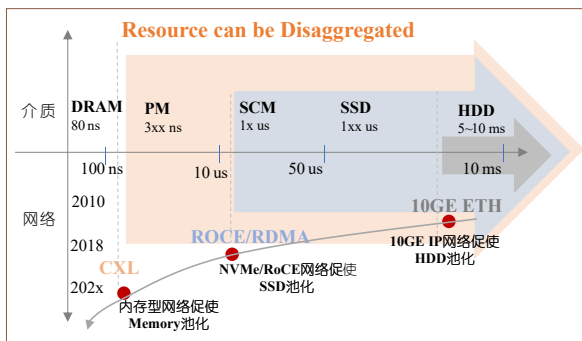 Resource can be Disaggregated
介质
DRAM
80 ns
PM
3xx ns
SCM
1x us
SSD
1xx us
HDD
5~10 ms
100 ns
10 us
50 us
10 ms
网络
2010
2018
202x
10GE ETH
10GE IP网络促使
HDD池化
ROCE/RDMA
NVMe/RoCE网络促使
SSD池化
CXL
内存型网络促使
Memory池化